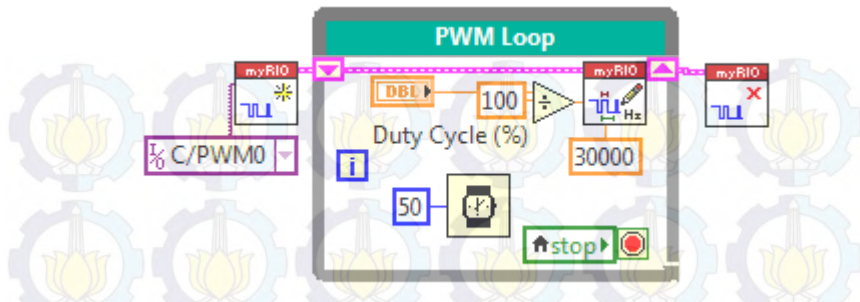 PWM Loop
myRIO
myRIO
Hz
myRIO
DBL
100
÷
Duty Cycle (%)
30000
I/O C/PWM0
i
50
stop